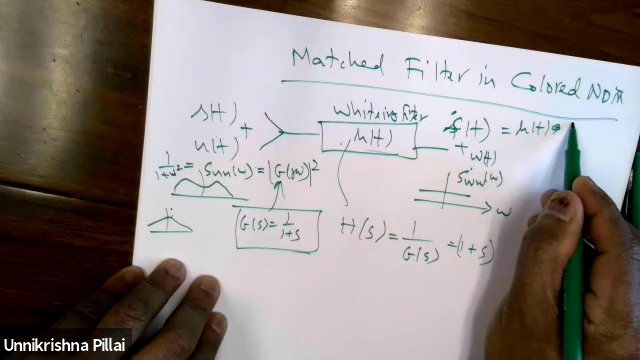 Matched Filter in Colored Noise
s(t) + n(t)
Whitening filter
h(t)
s(t) = h(t)
+ w(t)
1/(1+ω²) = Snn(ω) = |G(jω)|²
Sww(ω)
ω
G(s) = 1/(1+s)
H(s) = 1/G(s) = (1+s)
Unnikrishna Pillai